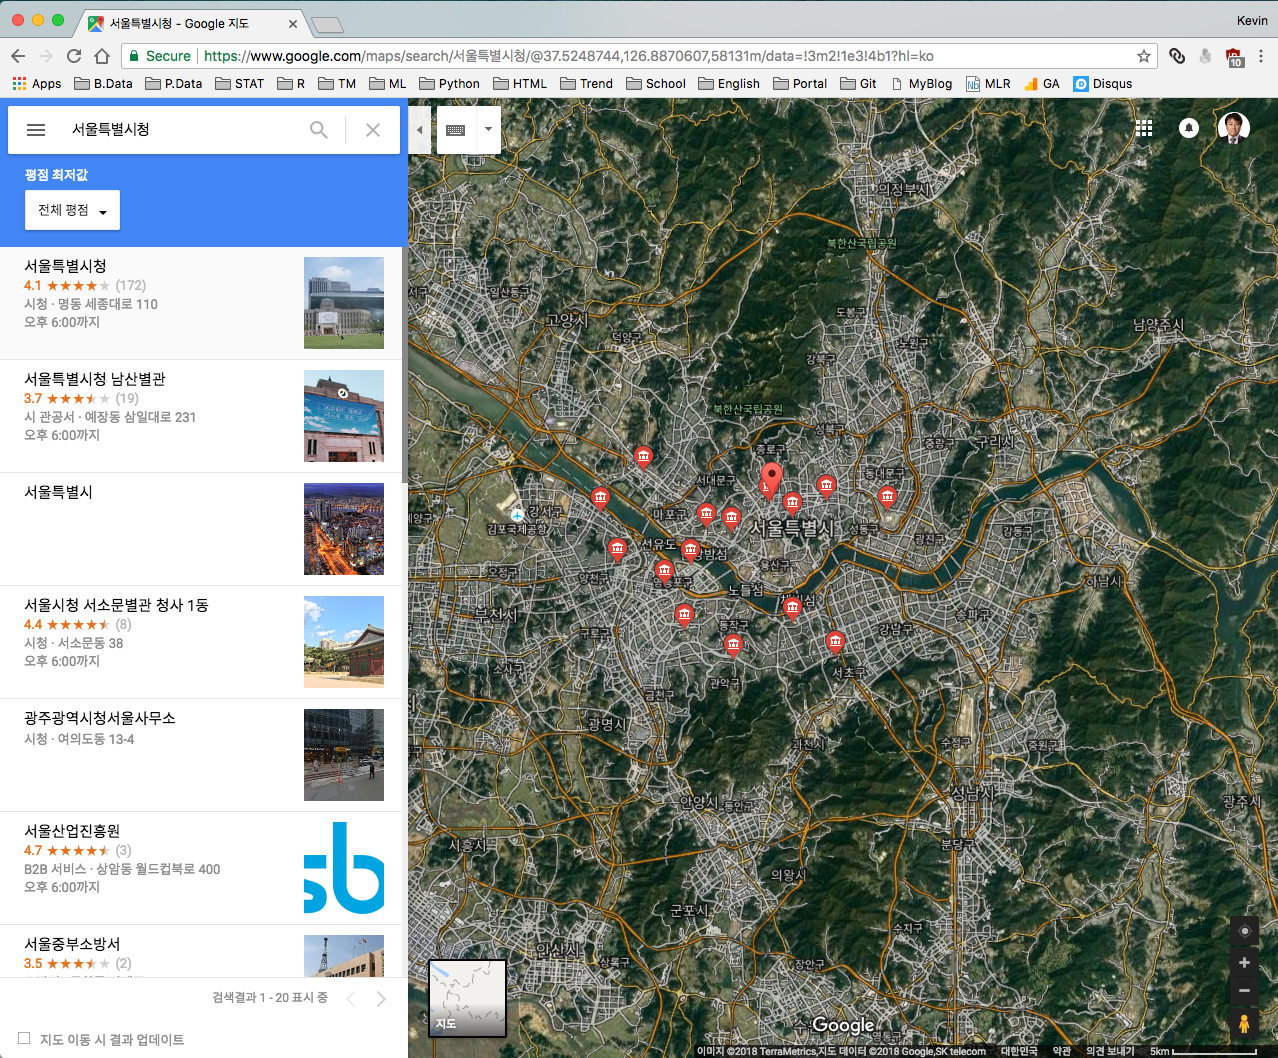 서울특별시청 - Google 지도
Kevin
Secure https://www.google.com/maps/search/서울특별시청/@37.5248744,126.8870607,58131m/data=!3m2!1e3!4b1?hl=ko
10
Apps B.Data P.Data STAT R TM ML Python HTML Trend School English Portal Git MyBlog MLR GA Disqus
서울특별시청
평점 최저값
전체 평점
서울특별시청
4.1 (172)
시청 · 명동 세종대로 110
오후 6:00까지
서울특별시청 남산별관
3.7 (19)
시 관공서 · 예장동 삼일대로 231
오후 6:00까지
서울특별시
서울시청 서소문별관 청사 1동
4.4 (8)
시청 · 서소문동 38
오후 6:00까지
광주광역시청서울사무소
시청 · 여의도동 13-4
서울산업진흥원
4.7 (3)
B2B 서비스 · 상암동 월드컵북로 400
오후 6:00까지
sb
서울중부소방서
3.5 (2)
검색결과 1 - 20 표시 중
지도 이동 시 결과 업데이트
의정부시
북한산국립공원
일산동구
고양시
덕양구
도봉구
노원구
남양주시
강북구
북한산국립공원
성북구
중랑구
구리시
종로구
서대문구
동대문구
강서구
김포국제공항
마포구
서울특별시
성동구
광진구
강동구
선유도
밤섬
용산구
오정구
양천구
영등포구
노들섬
하남시
부천시
송파구
구로구
동작구
강남구
소사구
관악구
서초구
금천구
광명시
과천시
수정구
중원구
안양시
동안구
성남시
광주시
시흥시
분당구
의왕시
군포시
수지구
안산시
상록구
장안구
영통구
지도
Google
이미지 ©2018 TerraMetrics,지도 데이터 ©2018 Google,SK telecom 대한민국 약관 의견 보내기 5km